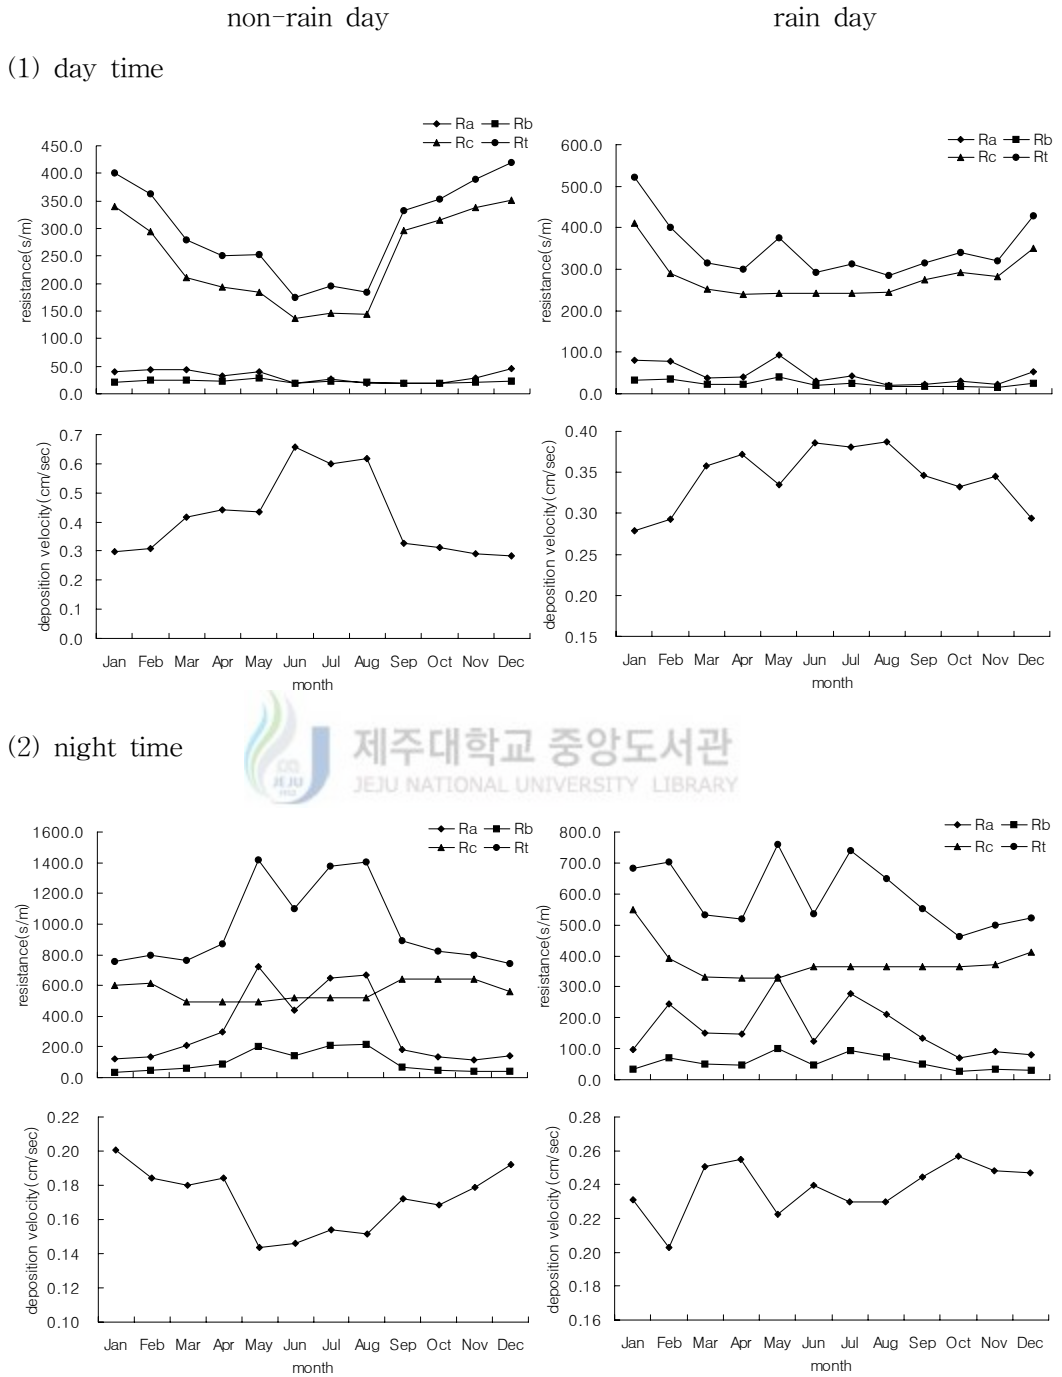 non-rain day
rain day
(1) day time
Ra Rb
Rc Rt
450.0
400.0
350.0
300.0
250.0
200.0
150.0
100.0
50.0
0.0
resistance(s/m)
Ra Rb
Rc Rt
600.0
500.0
400.0
300.0
200.0
100.0
0.0
resistance(s/m)
0.7
0.6
0.5
0.4
0.3
0.2
0.1
0.0
deposition velocity(cm/sec)
Jan Feb Mar Apr May Jun Jul Aug Sep Oct Nov Dec
month
0.40
0.35
0.30
0.25
0.20
0.15
deposition velocity(cm/sec)
Jan Feb Mar Apr May Jun Jul Aug Sep Oct Nov Dec
month
(2) night time
JEJU
1952
제주대학교 중앙도서관
JEJU NATIONAL UNIVERSITY LIBRARY
Ra Rb
Rc Rt
1600.0
1400.0
1200.0
1000.0
800.0
600.0
400.0
200.0
0.0
resistance(s/m)
Ra Rb
Rc Rt
800.0
700.0
600.0
500.0
400.0
300.0
200.0
100.0
0.0
resistance(s/m)
0.22
0.20
0.18
0.16
0.14
0.12
0.10
deposition velocity(cm/sec)
Jan Feb Mar Apr May Jun Jul Aug Sep Oct Nov Dec
month
0.28
0.26
0.24
0.22
0.20
0.18
0.16
deposition velocity(cm/sec)
Jan Feb Mar Apr May Jun Jul Aug Sep Oct Nov Dec
month